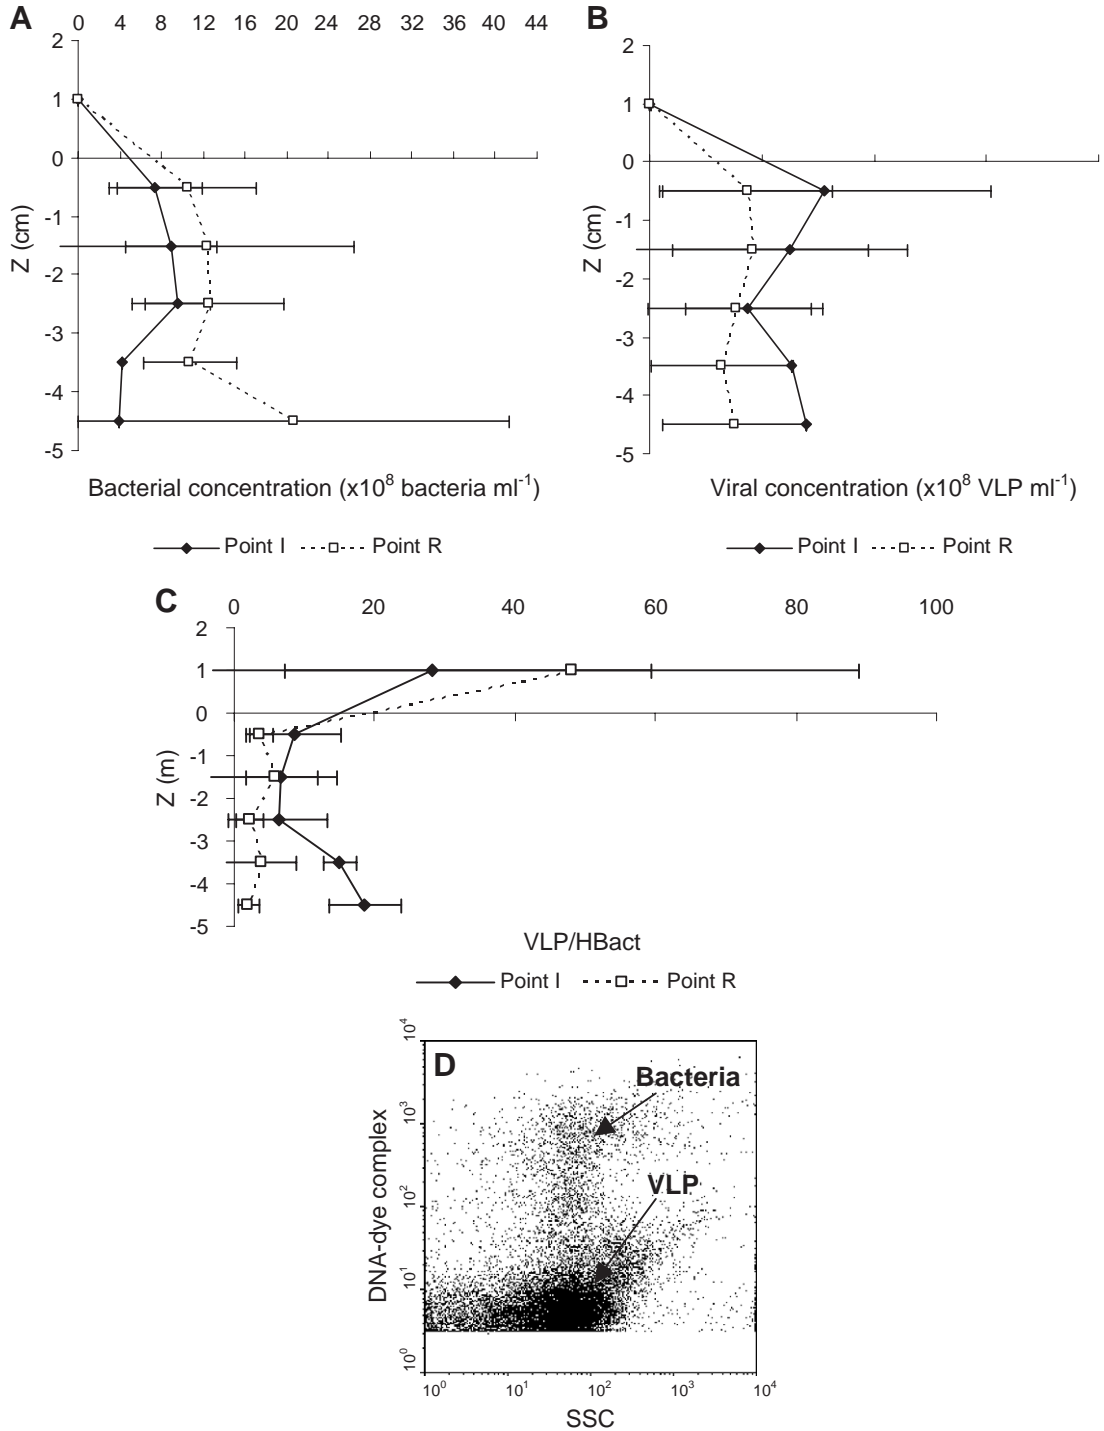 A
0 4 8 12 16 20 24 28 32 36 40 44
2
1
0
-1
-2
-3
-4
-5
Z (cm)
Bacterial concentration (x10⁸ bacteria ml⁻¹)
Point I Point R
B
2
1
0
-1
-2
-3
-4
-5
Z (cm)
Viral concentration (x10⁸ VLP ml⁻¹)
Point I Point R
C
0 20 40 60 80 100
2
1
0
-1
-2
-3
-4
-5
Z (m)
VLP/HBact
Point I Point R
D
Bacteria
VLP
DNA-dye complex
10⁴
10³
10²
10¹
10⁰
10⁰ 10¹ 10² 10³ 10⁴
SSC